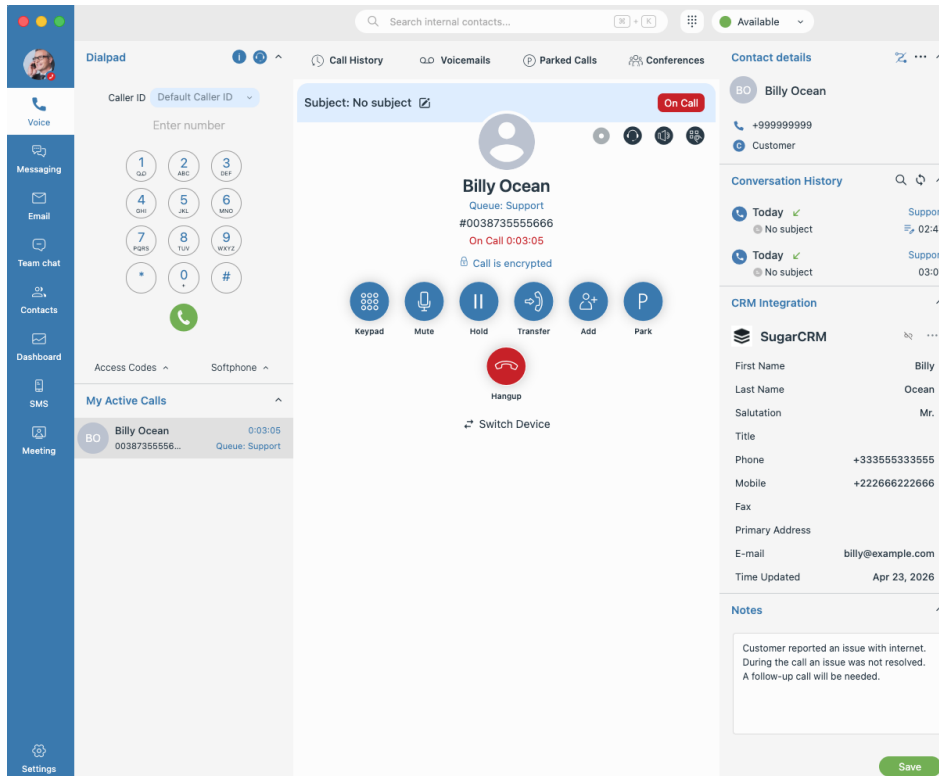 Search internal contacts...
⌘ + K
Available
Voice
Messaging
Email
Team chat
Contacts
Dashboard
SMS
Meeting
Settings
Dialpad
Caller ID Default Caller ID
Enter number
1 2 ABC 3 DEF
4 GHI 5 JKL 6 MNO
7 PQRS 8 TUV 9 WXYZ
* 0 #
Access Codes Softphone
My Active Calls
BO Billy Ocean 0:03:05
00387355556... Queue: Support
Call History Voicemails P Parked Calls Conferences
Subject: No subject On Call
Billy Ocean
Queue: Support
#0038735555666
On Call 0:03:05
Call is encrypted
P
Keypad Mute Hold Transfer Add Park
Hangup
Switch Device
Contact details
BO Billy Ocean
+999999999
C Customer
Conversation History
Today Suppor
No subject 02:4
Today Suppor
No subject 03:0
CRM Integration
SugarCRM
First Name Billy
Last Name Ocean
Salutation Mr.
Title
Phone +333555333555
Mobile +222666222666
Fax
Primary Address
E-mail billy@example.com
Time Updated Apr 23, 2026
Notes
Customer reported an issue with internet.
During the call an issue was not resolved.
A follow-up call will be needed.
Save